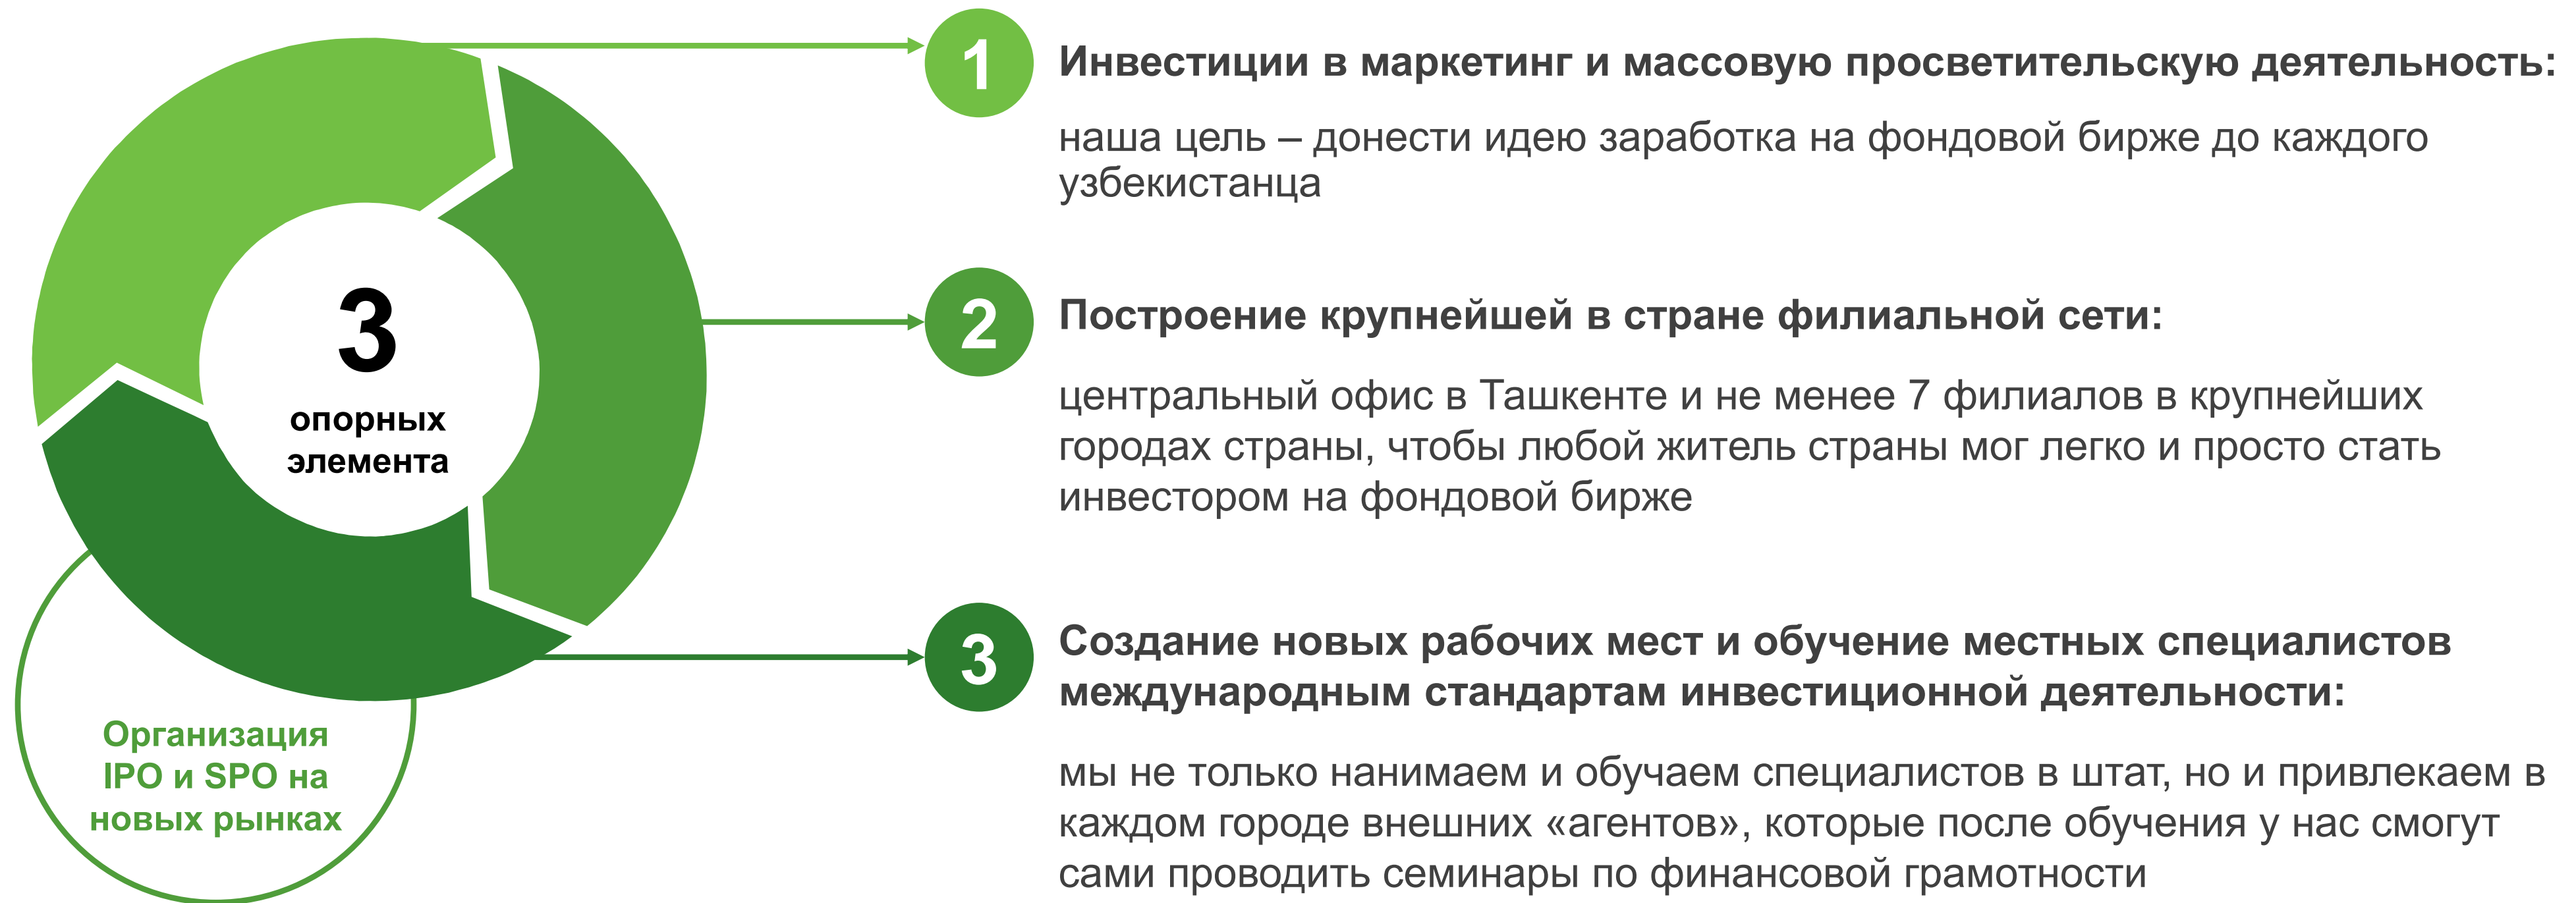 3
опорных
элемента
Организация
IPO и SPO на
новых рынках
1
Инвестиции в маркетинг и массовую просветительскую деятельность:
наша цель – донести идею заработка на фондовой бирже до каждого
узбекистанца
2
Построение крупнейшей в стране филиальной сети:
центральный офис в Ташкенте и не менее 7 филиалов в крупнейших
городах страны, чтобы любой житель страны мог легко и просто стать
инвестором на фондовой бирже
3
Создание новых рабочих мест и обучение местных специалистов
международным стандартам инвестиционной деятельности:
мы не только нанимаем и обучаем специалистов в штат, но и привлекаем в
каждом городе внешних «агентов», которые после обучения у нас смогут
сами проводить семинары по финансовой грамотности